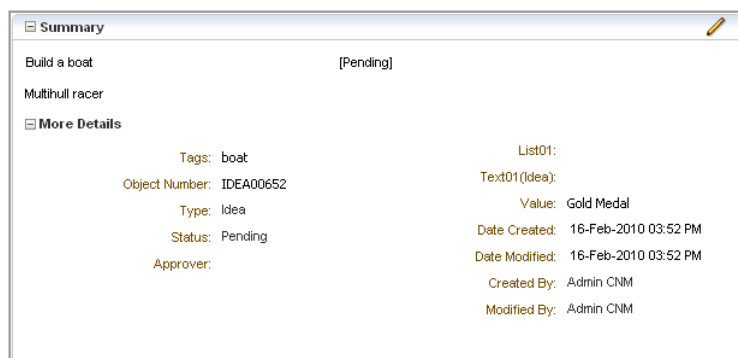 Summary
Build a boat [Pending]
Multihull racer
More Details
Tags: boat
Object Number: IDEA00652
Type: Idea
Status: Pending
Approver:
List01:
Text01(Idea):
Value: Gold Medal
Date Created: 16-Feb-2010 03:52 PM
Date Modified: 16-Feb-2010 03:52 PM
Created By: Admin CNM
Modified By: Admin CNM